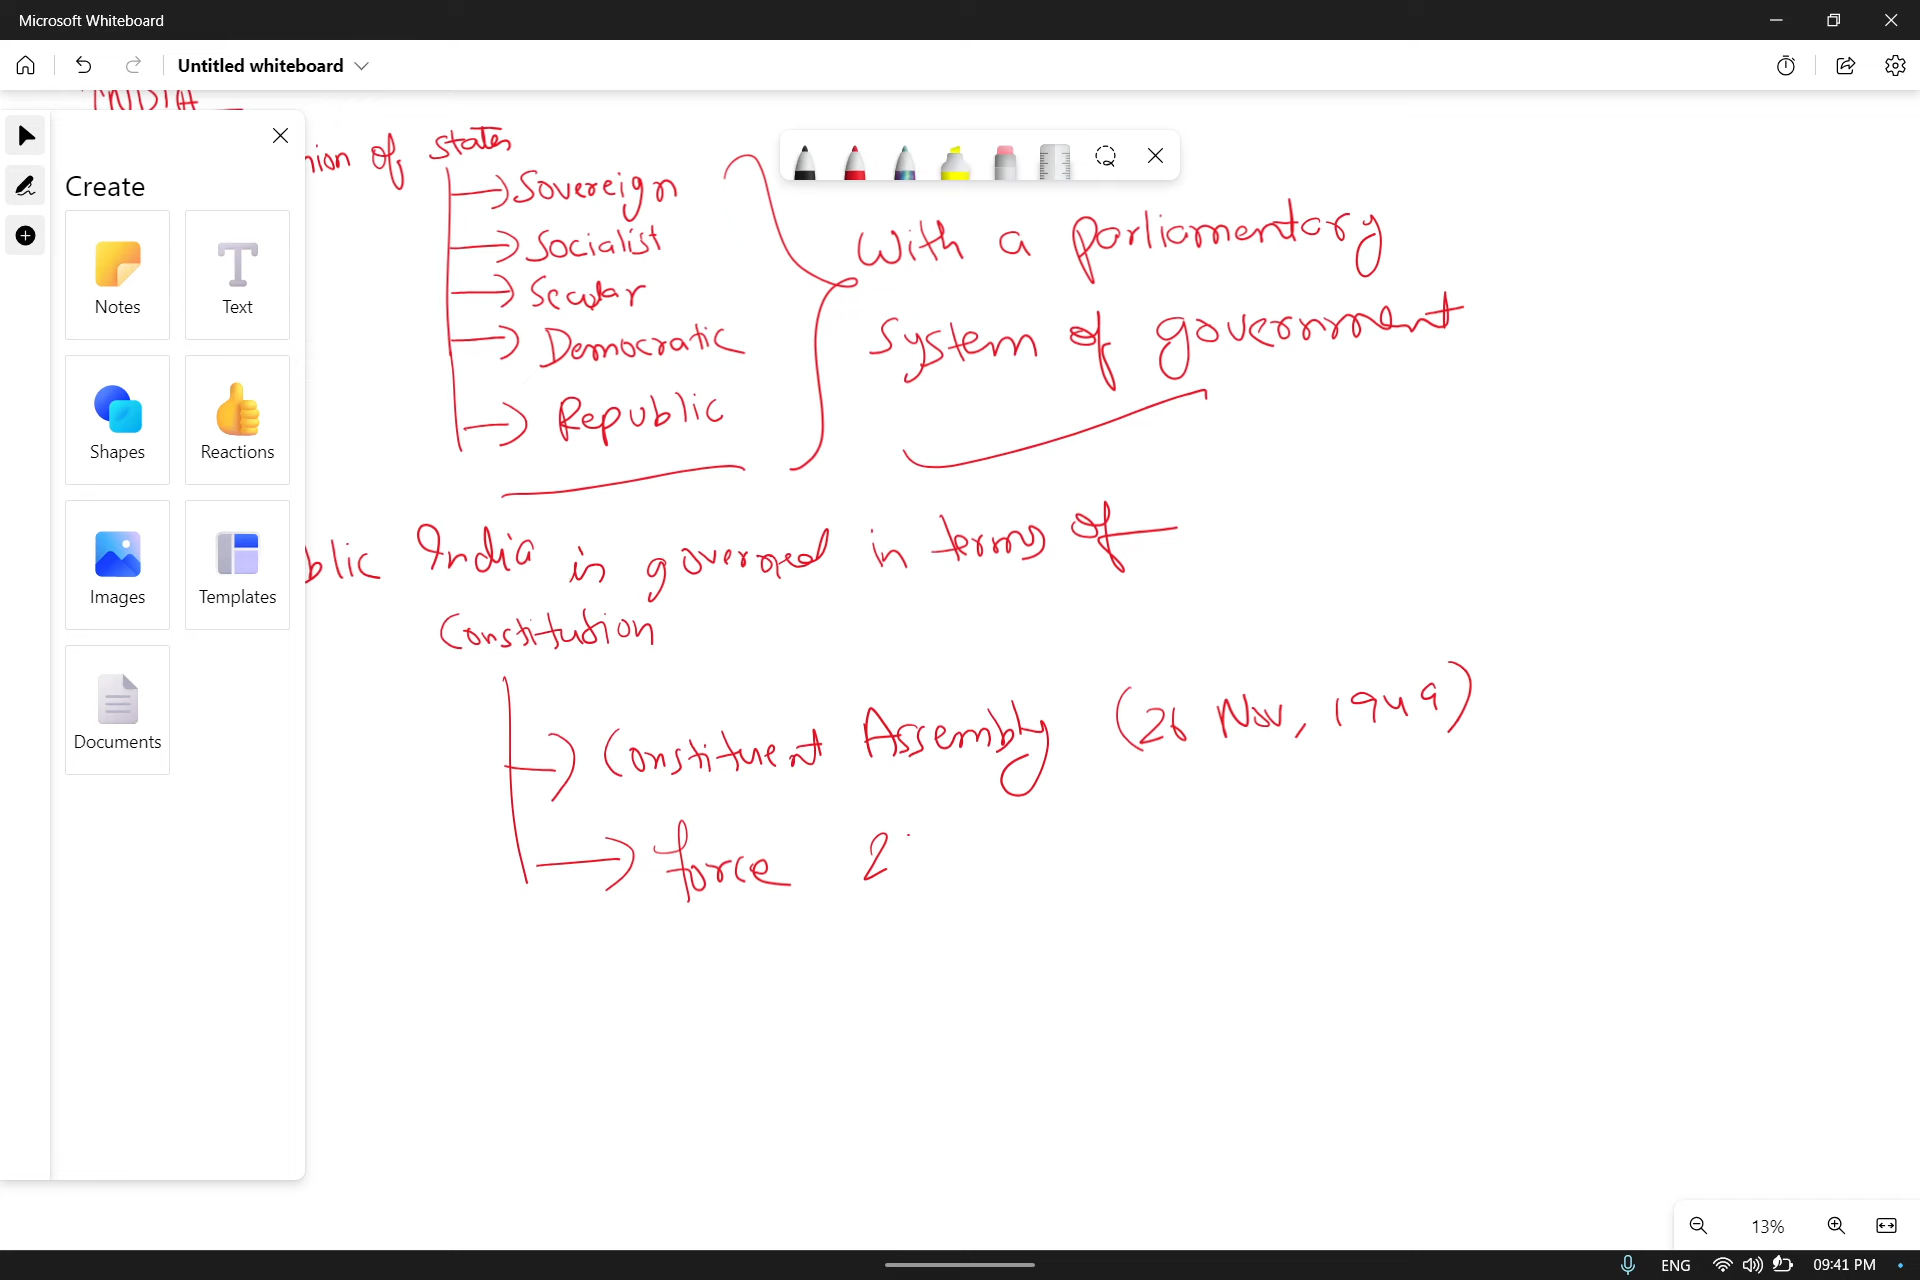 Microsoft Whiteboard
Untitled whiteboard
INDIA
nion of states
Sovereign
Socialist
Secular
Democratic
Republic
With a parliamentary
System of government
Create
Notes
Text
Shapes
Reactions
Images
Templates
Documents
blic India is governed in terms of
Constitution
Constituent Assembly (26 Nov, 1949)
force 2
13%
ENG
09:41 PM